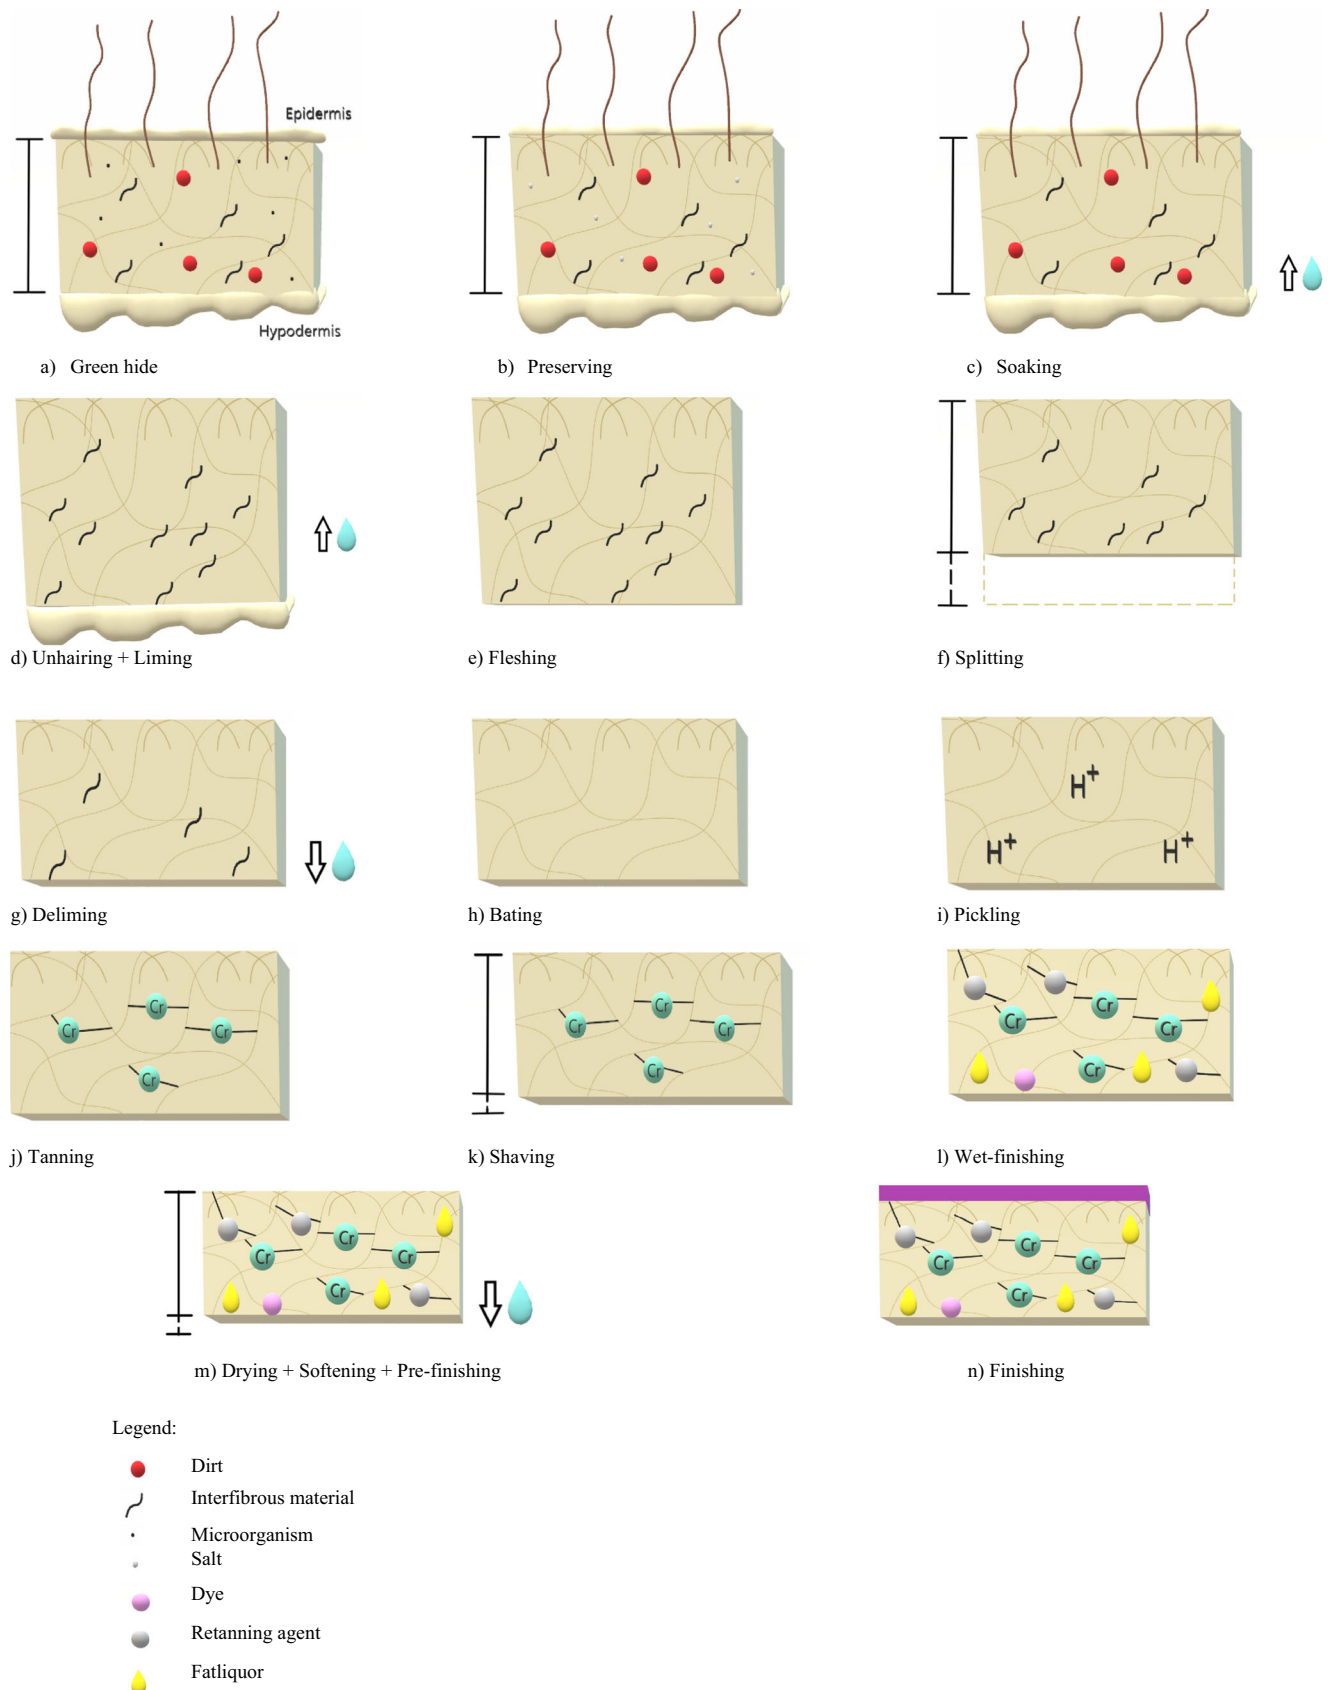 Epidermis
Hypodermis
a) Green hide
b) Preserving
c) Soaking
d) Unhairing + Liming
e) Fleshing
f) Splitting
g) Deliming
h) Bating
H+
H+
H+
i) Pickling
Cr
Cr
Cr
Cr
j) Tanning
Cr
Cr
Cr
Cr
k) Shaving
Cr
Cr
Cr
Cr
l) Wet-finishing
Cr
Cr
Cr
Cr
m) Drying + Softening + Pre-finishing
Cr
Cr
Cr
Cr
n) Finishing
Legend:
Dirt
Interfibrous material
Microorganism
Salt
Dye
Retanning agent
Fatliquor